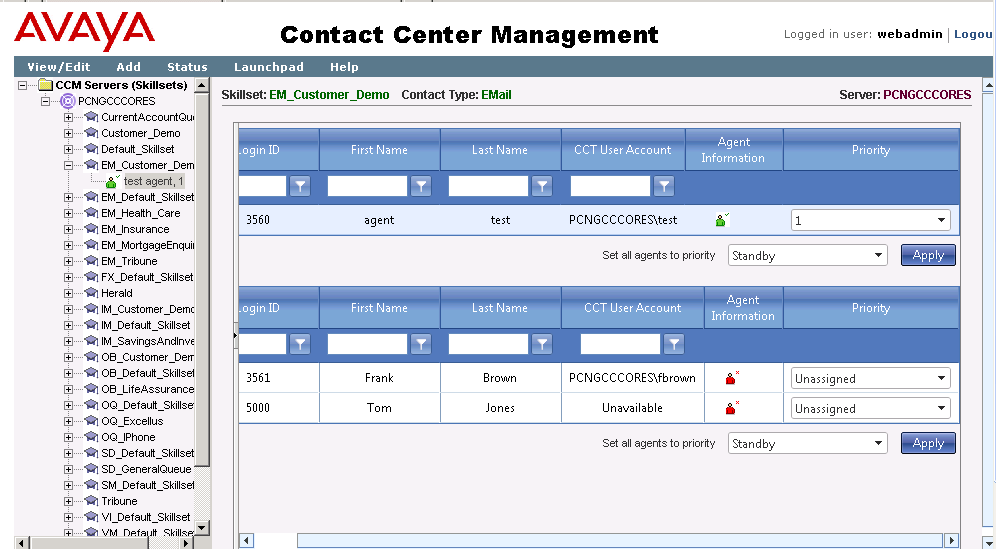 AVAYA
Contact Center Management
Logged in user: webadmin | Logou
View/Edit Add Status Launchpad Help
CCM Servers (Skillsets)
PCNGCCCORES
CurrentAccountQu
Customer_Demo
Default_Skillset
EM_Customer_Dem
test agent, 1
EM_Default_Skillset
EM_Health_Care
EM_Insurance
EM_MortgageEnqui
EM_Tribune
FX_Default_Skillset
Herald
IM_Customer_Demo
IM_Default_Skillset
IM_SavingsAndInve
OB_Customer_Dem
OB_Default_Skillset
OB_LifeAssurance
OQ_Default_Skillse
OQ_Excellus
OQ_IPhone
SD_Default_Skillset
SD_GeneralQueue
SM_Default_Skillset
Tribune
VI_Default_Skillset
VM_Default_Skillse
Skillset: EM_Customer_Demo Contact Type: EMail Server: PCNGCCCORES
Login ID First Name Last Name CCT User Account Agent Information Priority
3560 agent test PCNGCCCORES\test 1
Set all agents to priority Standby Apply
Login ID First Name Last Name CCT User Account Agent Information Priority
3561 Frank Brown PCNGCCCORES\fbrown Unassigned
5000 Tom Jones Unavailable Unassigned
Set all agents to priority Standby Apply